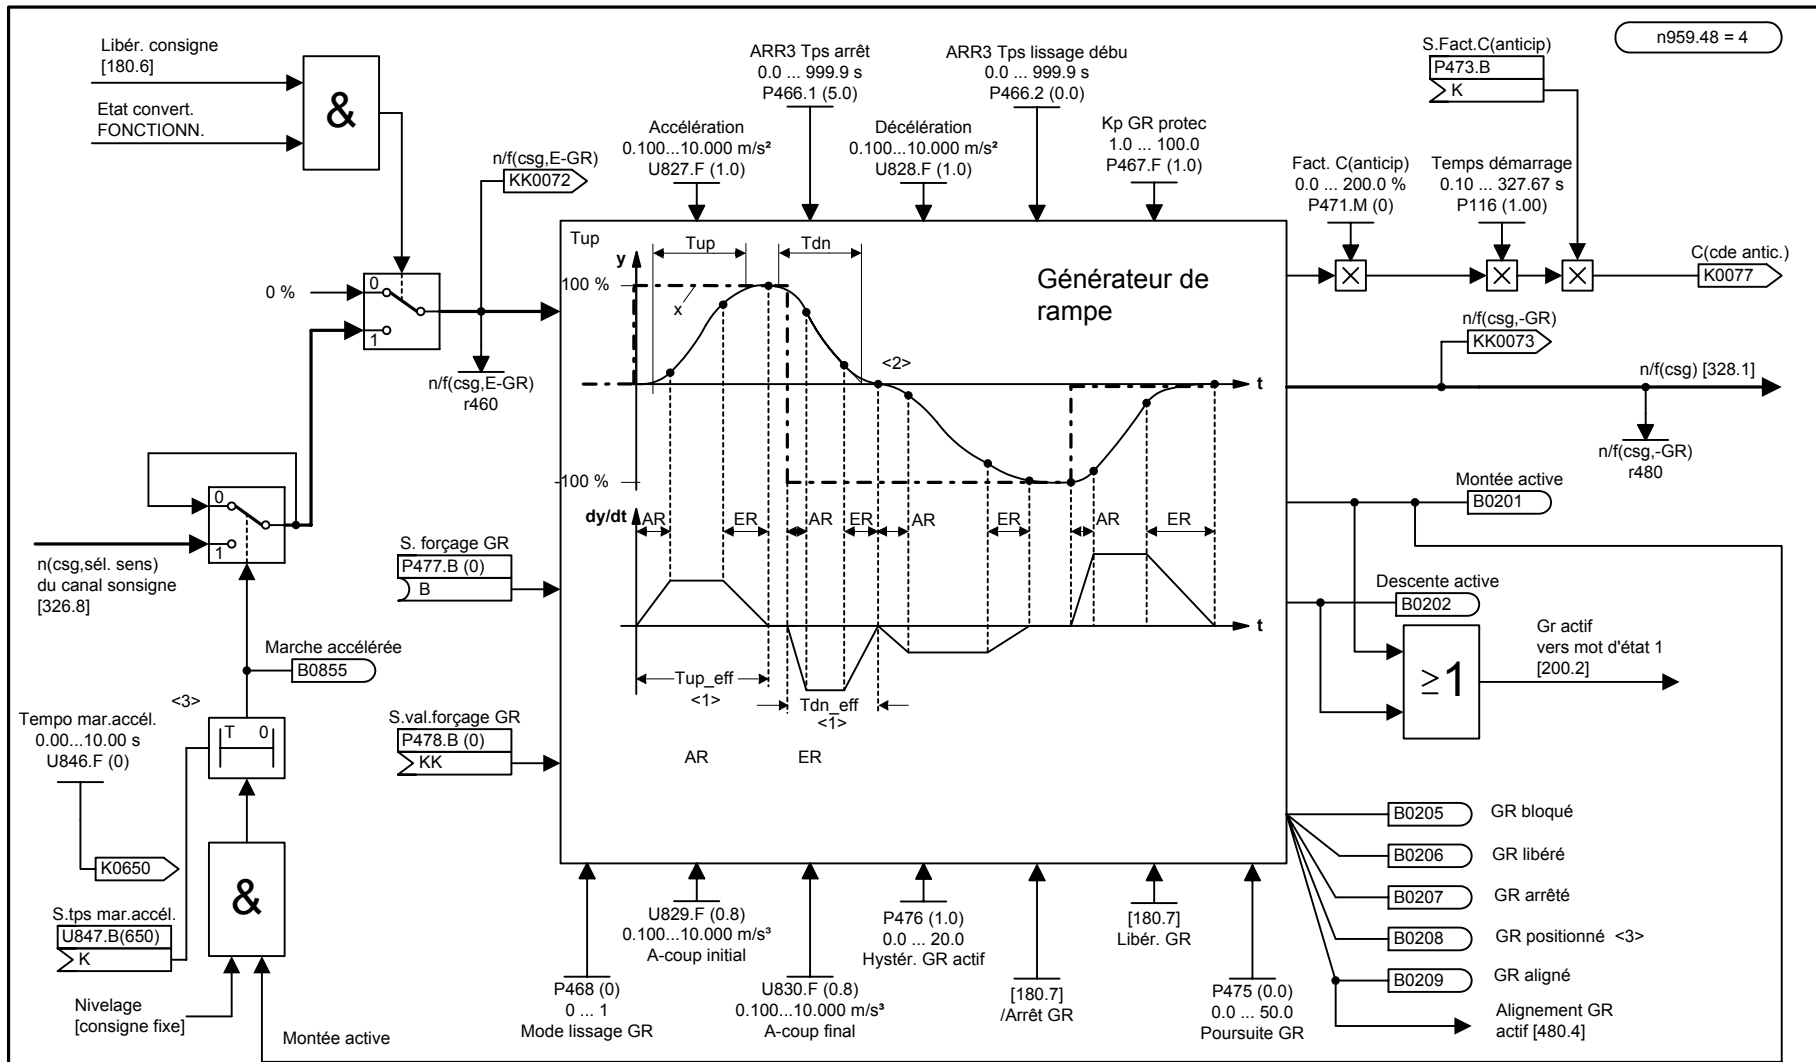 n959.48 = 4
Libér. consigne
[180.6]
Etat convert.
FONCTIONN.
&
0 %
0
1
n/f(csg,E-GR)
KK0072
n/f(csg,E-GR)
r460
0
1
n(csg,sél. sens)
du canal sonsigne
[326.8]
Marche accélérée
B0855
<3>
Tempo mar.accél.
0.00...10.00 s
U846.F (0)
T 0
K0650
S.tps mar.accél.
U847.B(650)
K
&
Nivelage
[consigne fixe]
Montée active
Accélération
0.100...10.000 m/s²
U827.F (1.0)
ARR3 Tps arrêt
0.0 ... 999.9 s
P466.1 (5.0)
Décélération
0.100...10.000 m/s²
U828.F (1.0)
ARR3 Tps lissage débu
0.0 ... 999.9 s
P466.2 (0.0)
Kp GR protec
1.0 ... 100.0
P467.F (1.0)
S. forçage GR
P477.B (0)
B
S.val.forçage GR
P478.B (0)
KK
Générateur de
rampe
Tup
y
Tup
Tdn
100 %
x
<2>
t
-100 %
dy/dt
AR
ER
AR
ER
AR
ER
AR
ER
t
Tup_eff
<1>
Tdn_eff
<1>
AR
ER
P468 (0)
0 ... 1
Mode lissage GR
U829.F (0.8)
0.100...10.000 m/s³
A-coup initial
U830.F (0.8)
0.100...10.000 m/s³
A-coup final
P476 (1.0)
0.0 ... 20.0
Hystér. GR actif
[180.7]
/Arrêt GR
[180.7]
Libér. GR
P475 (0.0)
0.0 ... 50.0
Poursuite GR
S.Fact.C(anticip)
P473.B
K
Fact. C(anticip)
0.0 ... 200.0 %
P471.M (0)
Temps démarrage
0.10 ... 327.67 s
P116 (1.00)
C(cde antic.)
K0077
n/f(csg,-GR)
KK0073
n/f(csg) [328.1]
n/f(csg,-GR)
r480
Montée active
B0201
Descente active
B0202
≥1
Gr actif
vers mot d'état 1
[200.2]
B0205 GR bloqué
B0206 GR libéré
B0207 GR arrêté
B0208 GR positionné <3>
B0209 GR aligné
Alignement GR
actif [480.4]